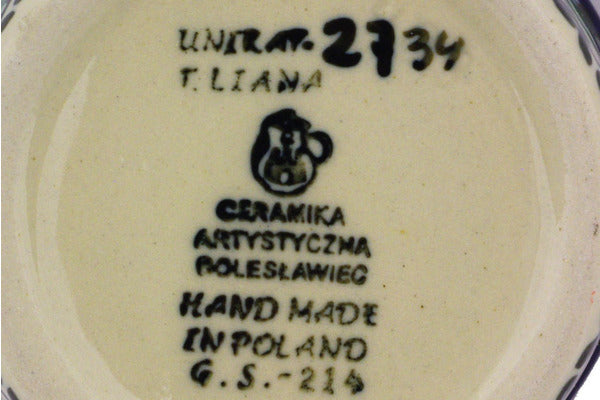 UNIKAT. 2734
T. LIANA
CERAMIKA
ARTYSTYCZNA
BOLESŁAWIEC
HAND MADE
IN POLAND
G.S.-214